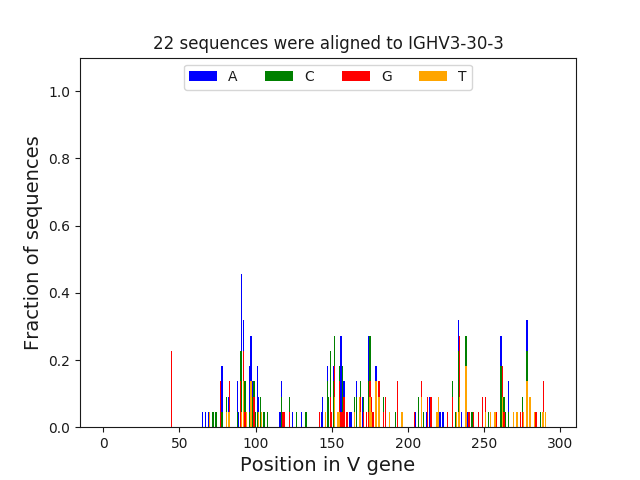 22 sequences were aligned to IGHV3-30-3
A C G T
1.0
0.8
0.6
0.4
0.2
0.0
Fraction of sequences
0 50 100 150 200 250 300
Position in V gene